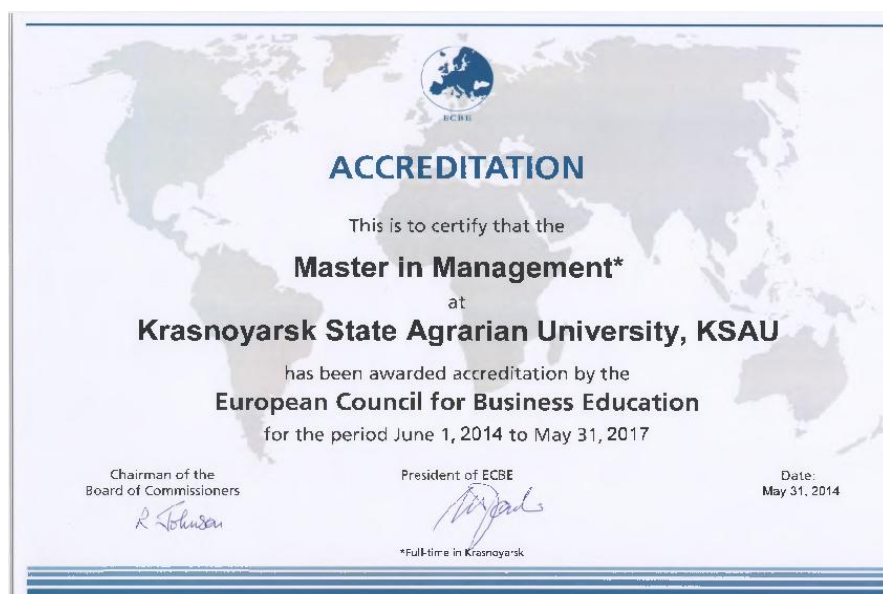 ECBE
ACCREDITATION
This is to certify that the
Master in Management*
at
Krasnoyarsk State Agrarian University, KSAU
has been awarded accreditation by the
European Council for Business Education
for the period June 1, 2014 to May 31, 2017
Chairman of the
Board of Commissioners
R Johnson
President of ECBE
Date:
May 31, 2014
*Full-time in Krasnoyarsk